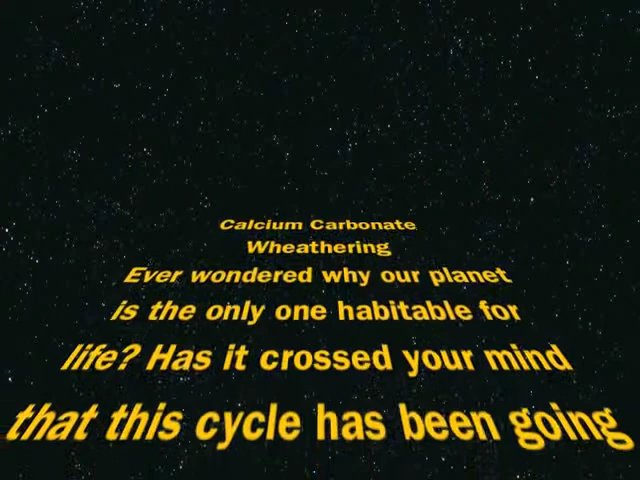 Calcium Carbonate
Wheathering
Ever wondered why our planet
is the only one habitable for
life? Has it crossed your mind
that this cycle has been going